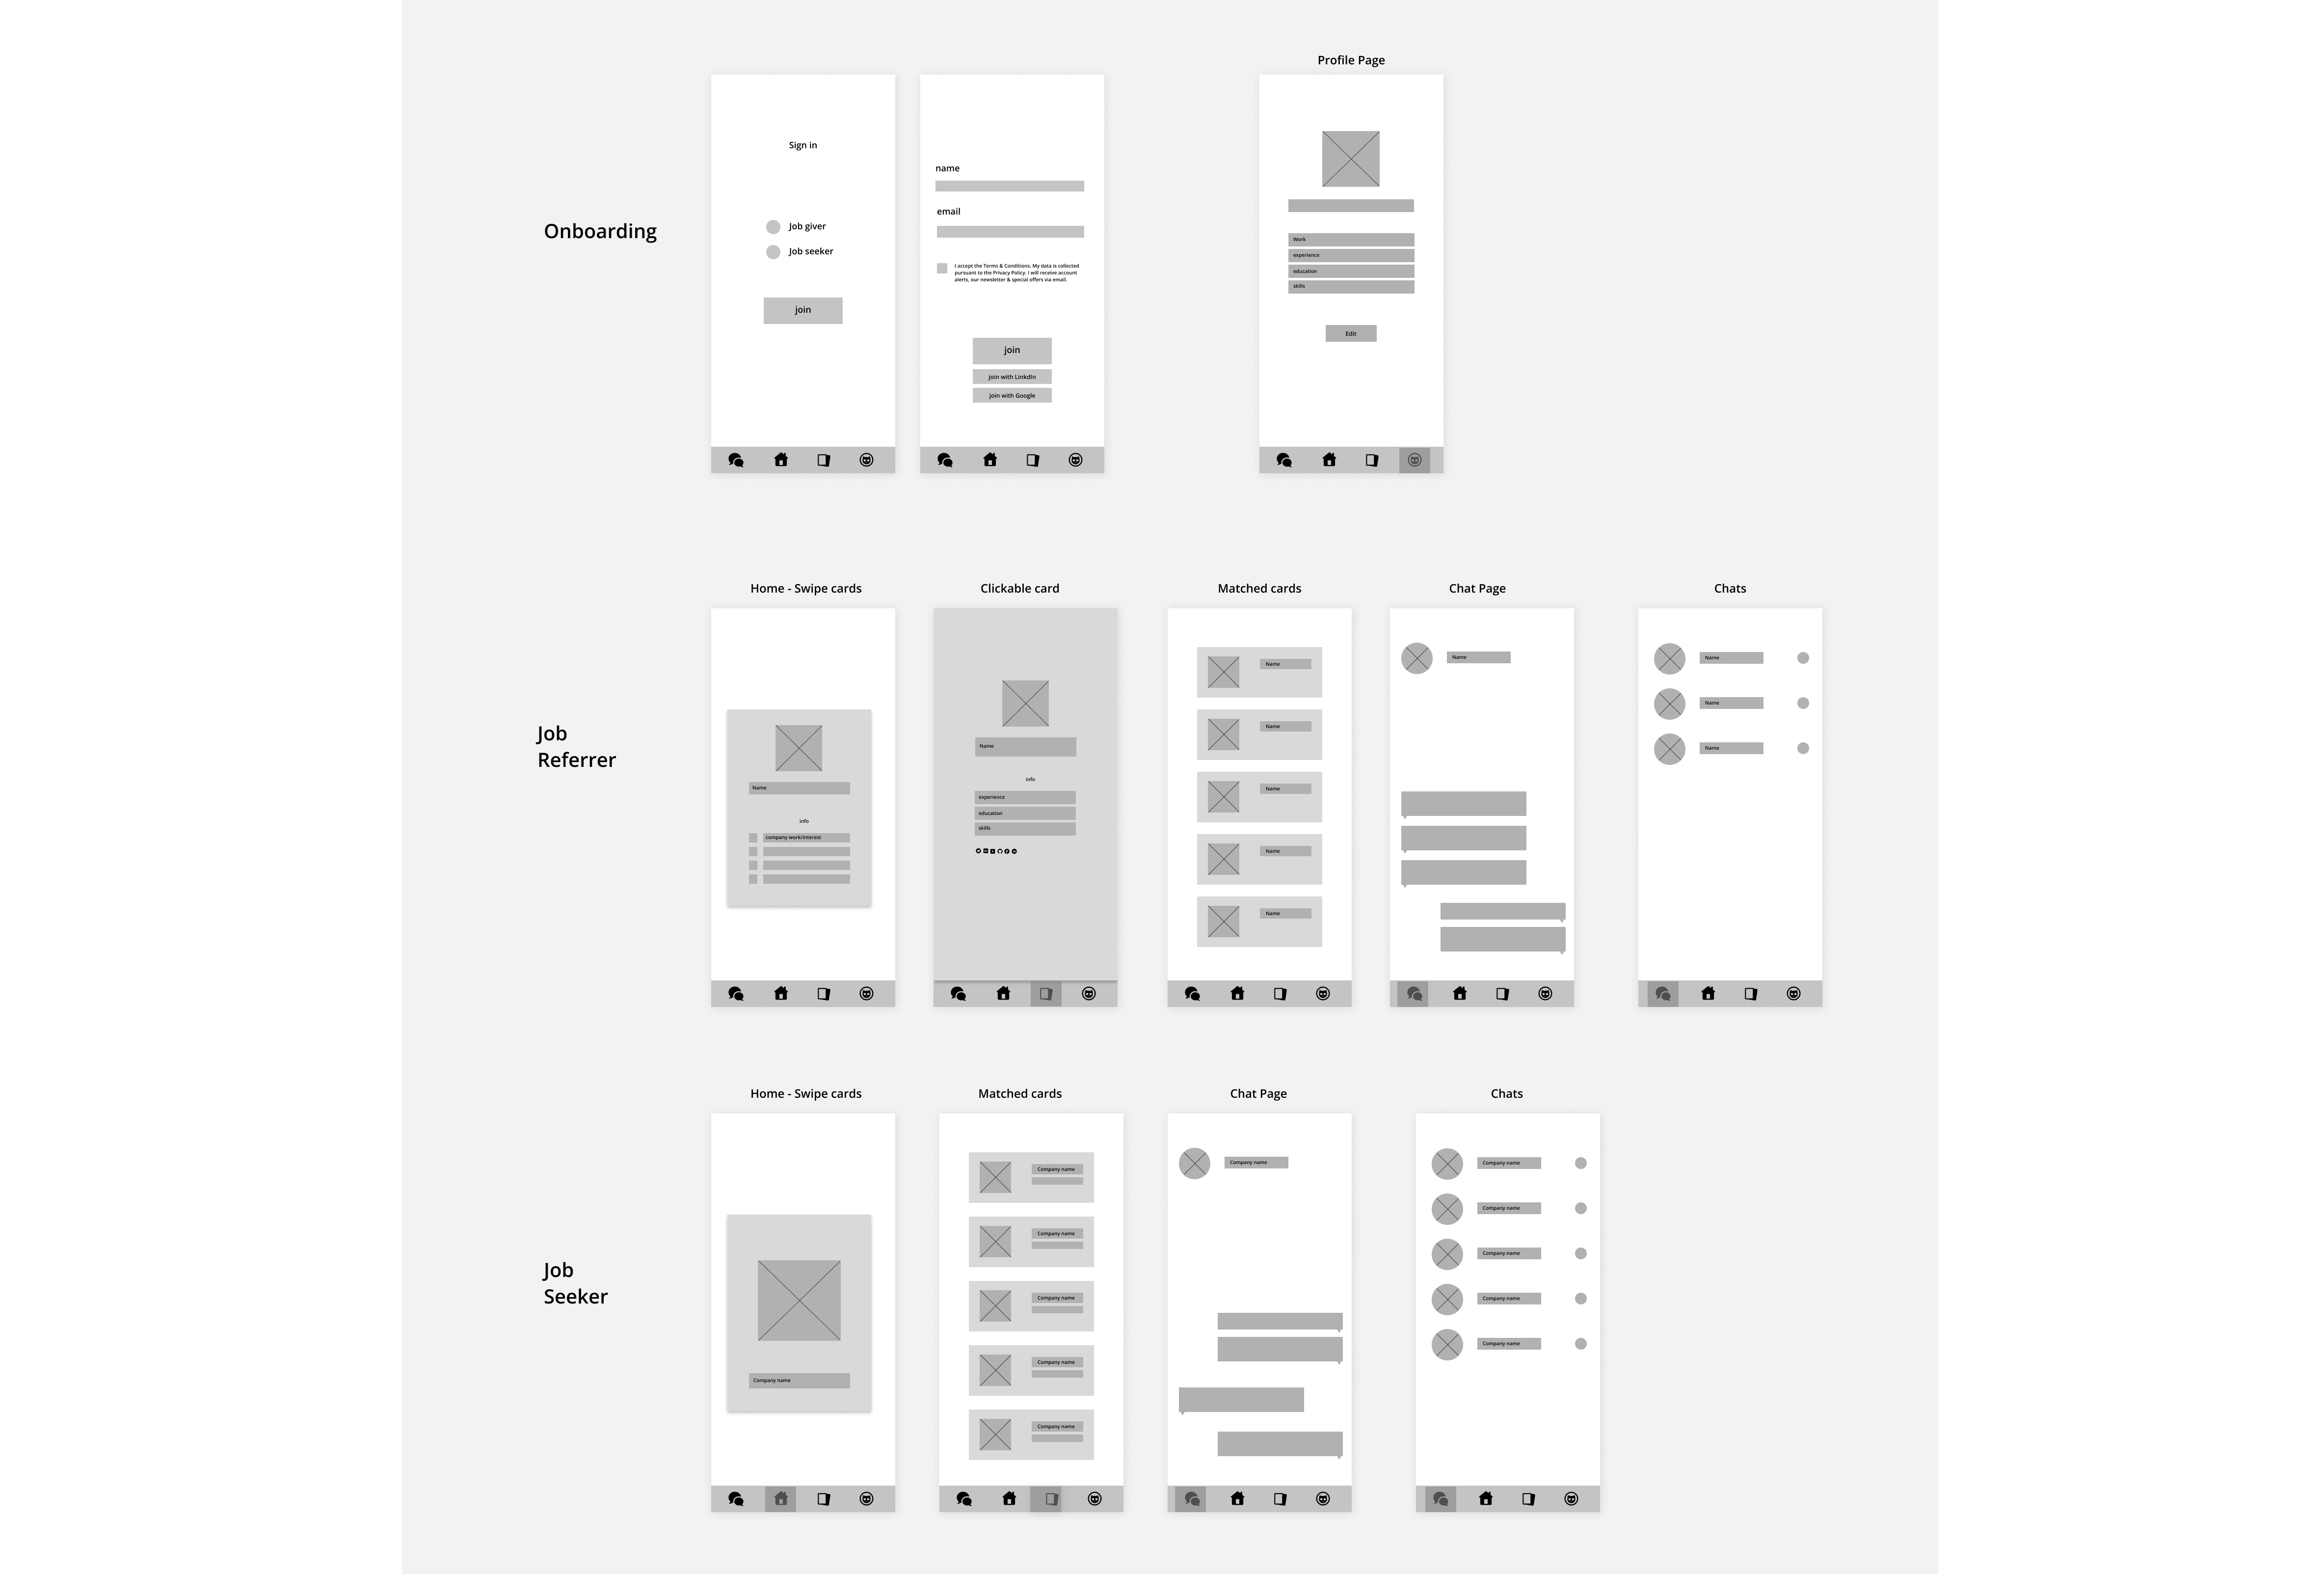 Profile Page
Onboarding
Sign in
Job giver
Job seeker
join
name
email
I accept the Terms & Conditions. My data is collected
pursuant to the Privacy Policy. I will receive account
alerts, our newsletter & special offers via email.
join
join with LinkdIn
join with Google
Work
experience
education
skills
Edit
Job
Referrer
Home - Swipe cards
Name
info
company work/interest
Clickable card
Name
info
experience
education
skills
Matched cards
Name
Name
Name
Name
Name
Chat Page
Name
Chats
Name
Name
Name
Job
Seeker
Home - Swipe cards
Company name
Matched cards
Company name
Company name
Company name
Company name
Company name
Chat Page
Company name
Chats
Company name
Company name
Company name
Company name
Company name